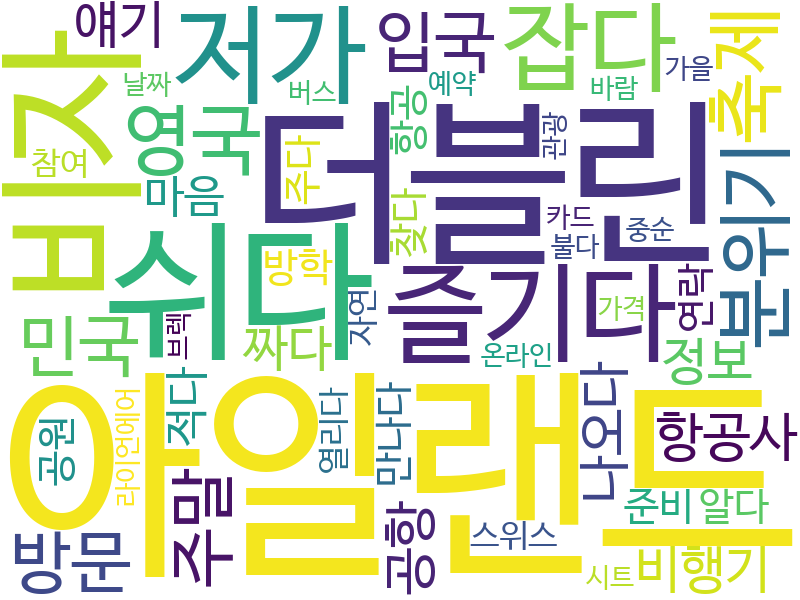 얘기
저가
입국
잡다
축제
날짜
버스
예약
바람
가을
비자
영국
더블린
항공
관광
참여
마음
주다
찾다
카드
중순
불다
분위기
쉬다
방학
즐기다
연락
가격
민국
브렉
짜다
자연
온라인
정보
아일랜드
공원
적다
라이언에어
열리다
만나다
나오다
항공사
주말
공항
스위스
준비
알다
방문
시트
비행기